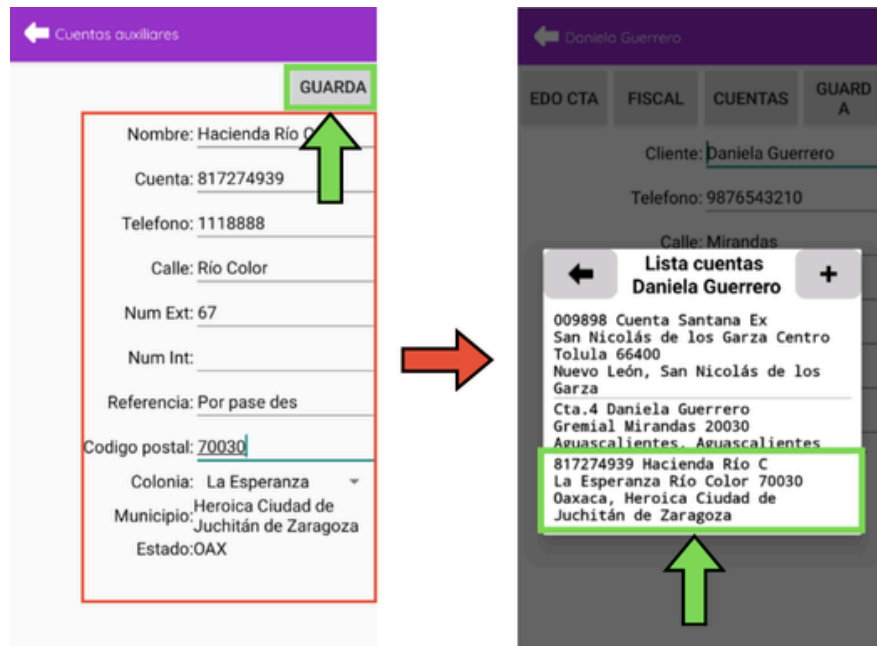 Cuentas auxiliares
GUARDA
Nombre: Hacienda Río C
Cuenta: 817274939
Telefono: 1118888
Calle: Río Color
Num Ext: 67
Num Int:
Referencia: Por pase des
Codigo postal: 70030
Colonia: La Esperanza
Municipio: Heroica Ciudad de
Juchitán de Zaragoza
Estado:OAX
Daniela Guerrero
EDO CTA FISCAL CUENTAS GUARD
A
Cliente: Daniela Guerrero
Telefono: 9876543210
Calle: Mirandas
Lista cuentas
Daniela Guerrero
+
009898 Cuenta Santana Ex
San Nicolás de los Garza Centro
Tolula 66400
Nuevo León, San Nicolás de los
Garza
Cta.4 Daniela Guerrero
Gremial Mirandas 20030
Aguascalientes, Aguascalientes
817274939 Hacienda Río C
La Esperanza Río Color 70030
Oaxaca, Heroica Ciudad de
Juchitán de Zaragoza